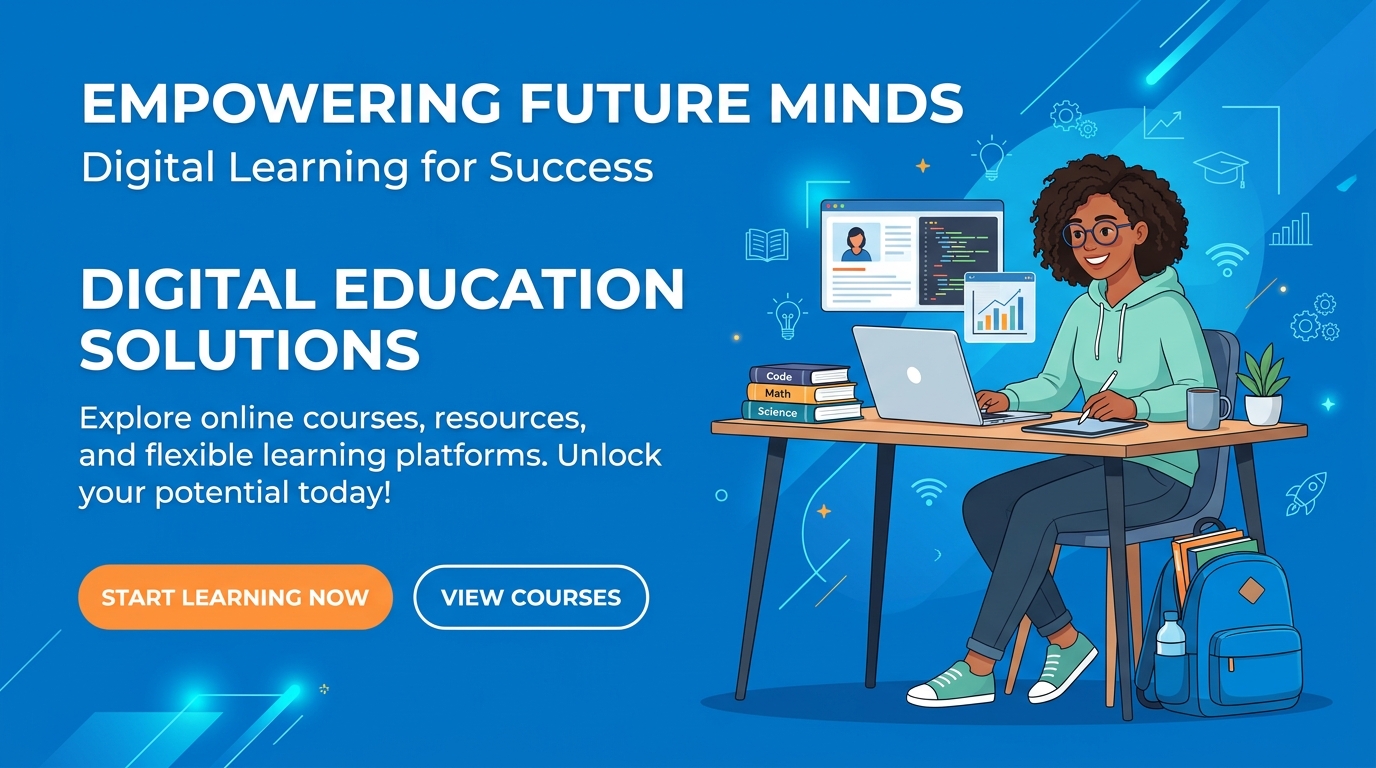 EMPOWERING FUTURE MINDS
Digital Learning for Success
DIGITAL EDUCATION
SOLUTIONS
Explore online courses, resources,
and flexible learning platforms. Unlock
your potential today!
START LEARNING NOW
VIEW COURSES
Code
Math
Science